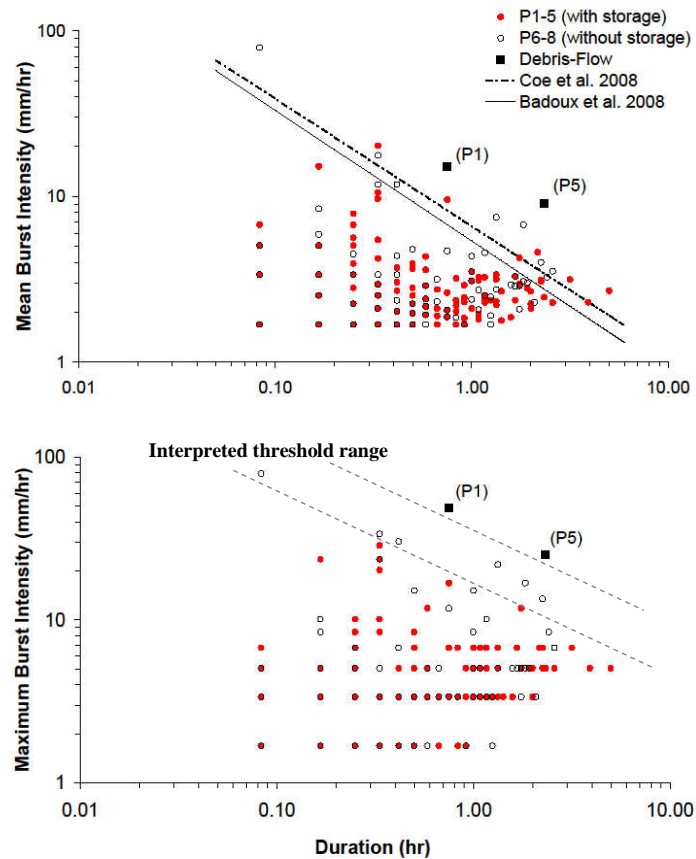 P1-5 (with storage)
P6-8 (without storage)
Debris-Flow
Coe et al. 2008
Badoux et al. 2008
Mean Burst Intensity (mm/hr)
100
10
1
(P1)
(P5)
0.01 0.10 1.00 10.00
Interpreted threshold range
Maximum Burst Intensity (mm/hr)
100
10
1
(P1)
(P5)
0.01 0.10 1.00 10.00
Duration (hr)